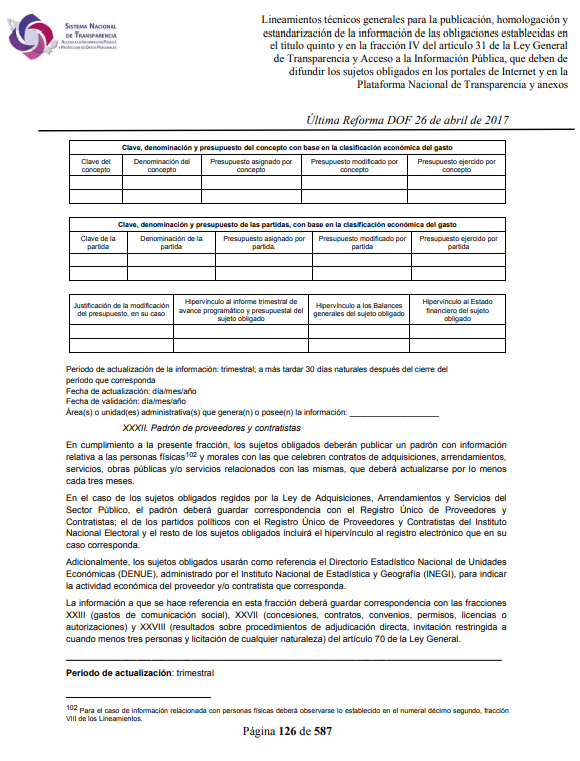 SISTEMA NACIONAL
DE TRANSPARENCIA
ACCESO A LA INFORMACIÓN PÚBLICA
Y PROTECCIÓN DE DATOS PERSONALES
Lineamientos técnicos generales para la publicación, homologación y
estandarización de la información de las obligaciones establecidas en
el título quinto y en la fracción IV del artículo 31 de la Ley General
de Transparencia y Acceso a la Información Pública, que deben de
difundir los sujetos obligados en los portales de Internet y en la
Plataforma Nacional de Transparencia y anexos
Última Reforma DOF 26 de abril de 2017
Clave, denominación y presupuesto del concepto con base en la clasificación económica del gasto
Clave del concepto
Denominación del concepto
Presupuesto asignado por concepto
Presupuesto modificado por concepto
Presupuesto ejercido por concepto
Clave, denominación y presupuesto de las partidas, con base en la clasificación económica del gasto
Clave de la partida
Denominación de la partida
Presupuesto asignado por partida,
Presupuesto modificado por partida
Presupuesto ejercido por partida
Justificación de la modificación del presupuesto, en su caso
Hipervínculo al informe trimestral de avance programático y presupuestal del sujeto obligado
Hipervínculo a los Balances generales del sujeto obligado
Hipervínculo al Estado financiero del sujeto obligado
Periodo de actualización de la información: trimestral; a más tardar 30 días naturales después del cierre del
período que corresponda
Fecha de actualización: día/mes/año
Fecha de validación: día/mes/año
Área(s) o unidad(es) administrativa(s) que genera(n) o posee(n) la información: ____________________
XXXII. Padrón de proveedores y contratistas
En cumplimiento a la presente fracción, los sujetos obligados deberán publicar un padrón con información
relativa a las personas físicas102 y morales con las que celebren contratos de adquisiciones, arrendamientos,
servicios, obras públicas y/o servicios relacionados con las mismas, que deberá actualizarse por lo menos
cada tres meses.
En el caso de los sujetos obligados regidos por la Ley de Adquisiciones, Arrendamientos y Servicios del
Sector Público, el padrón deberá guardar correspondencia con el Registro Único de Proveedores y
Contratistas; el de los partidos políticos con el Registro Único de Proveedores y Contratistas del Instituto
Nacional Electoral y el resto de los sujetos obligados incluirá el hipervínculo al registro electrónico que en su
caso corresponda.
Adicionalmente, los sujetos obligados usarán como referencia el Directorio Estadístico Nacional de Unidades
Económicas (DENUE), administrado por el Instituto Nacional de Estadística y Geografía (INEGI), para indicar
la actividad económica del proveedor y/o contratista que corresponda.
La información a que se hace referencia en esta fracción deberá guardar correspondencia con las fracciones
XXIII (gastos de comunicación social), XXVII (concesiones, contratos, convenios, permisos, licencias o
autorizaciones) y XXVIII (resultados sobre procedimientos de adjudicación directa, invitación restringida a
cuando menos tres personas y licitación de cualquier naturaleza) del artículo 70 de la Ley General.
Periodo de actualización: trimestral
102 Para el caso de información relacionada con personas físicas deberá observarse lo establecido en el numeral décimo segundo, fracción
VIII de los Lineamientos.
Página 126 de 587